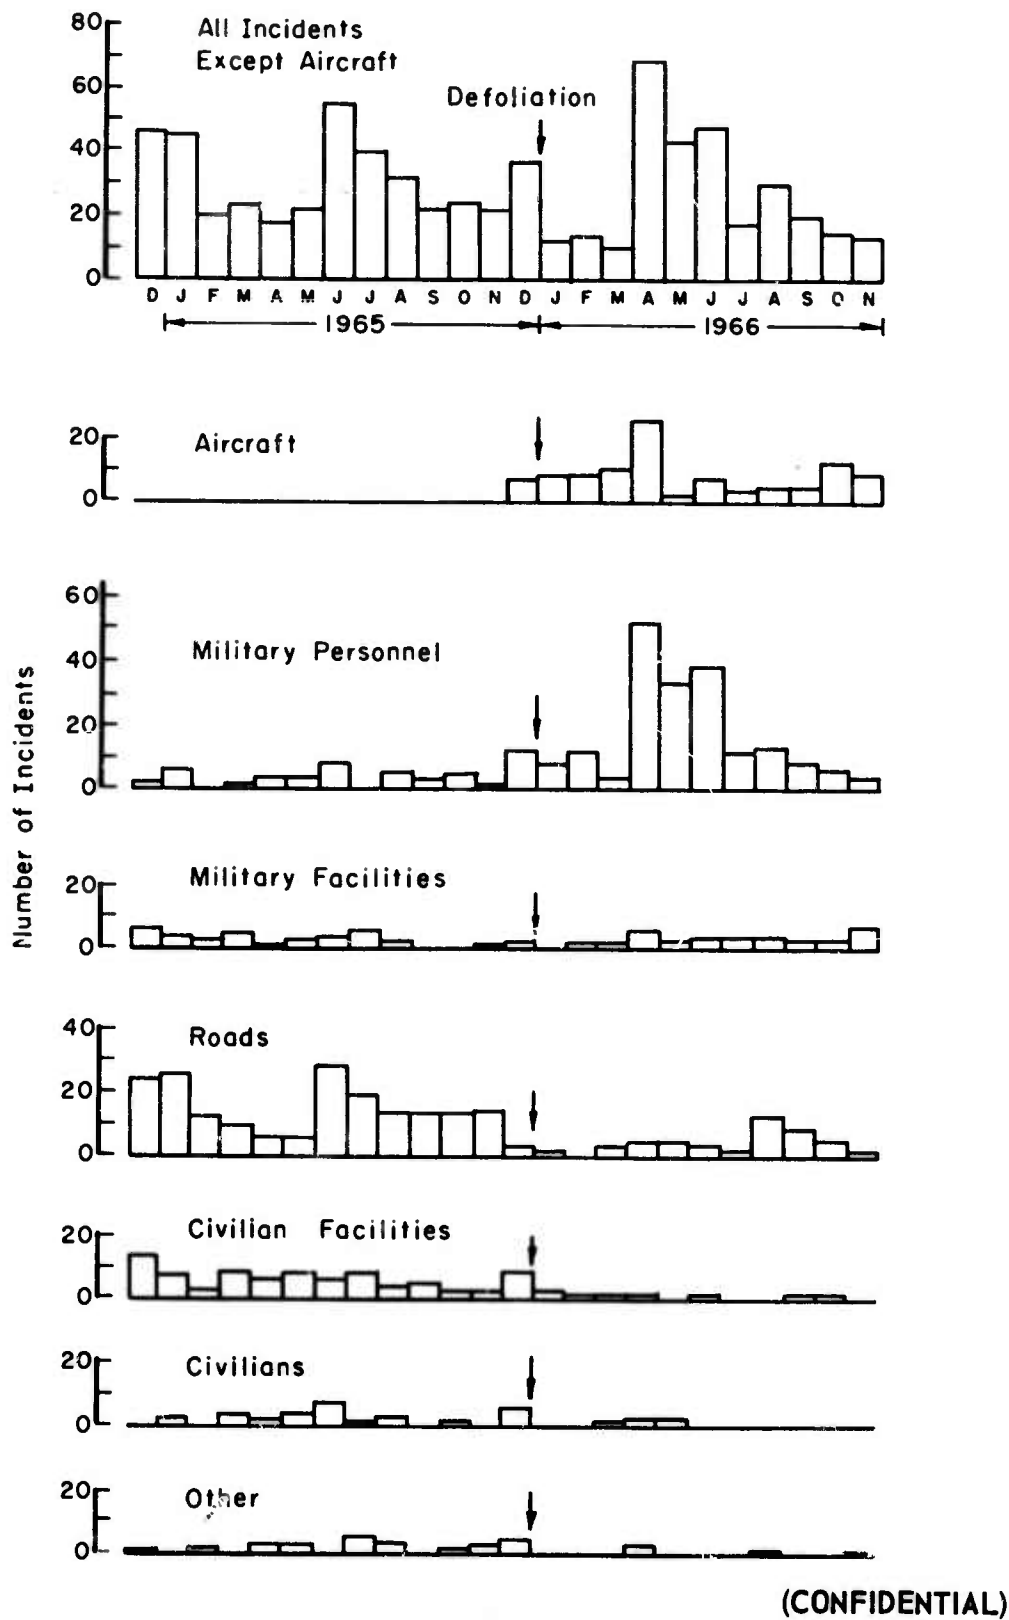 80
60
40
20
0
All Incidents
Except Aircraft
Defoliation
D J F M A M J J A S O N D J F M A M J J A S O N
1965
1966
20
0
Aircraft
Number of Incidents
60
40
20
0
Military Personnel
20
0
Military Facilities
40
20
0
Roads
20
0
Civilian Facilities
20
0
Civilians
20
0
Other
(CONFIDENTIAL)